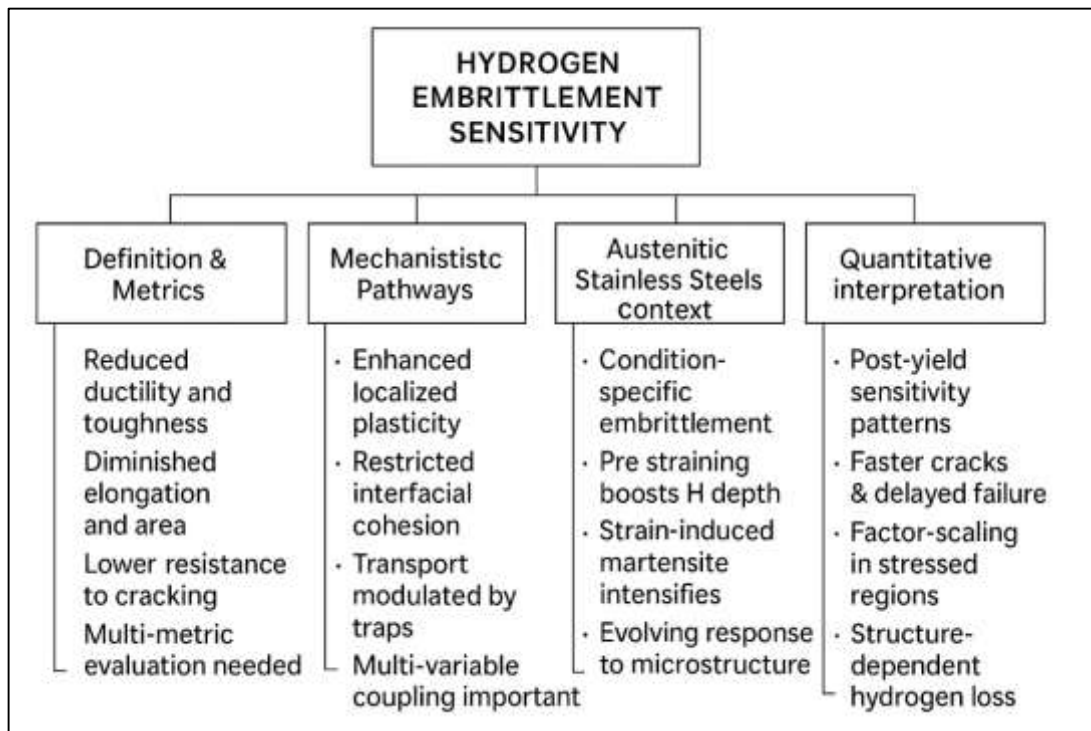 HYDROGEN
EMBRITTLEMENT
SENSITIVITY
Definition &
Metrics
Reduced
ductility and
toughness
Diminished
elongation
and area
Lower resistance
to cracking
Multi-metric
evaluation needed
Mechanististc
Pathways
· Enhanced
localized
plasticity
· Restricted
interfacial
cohesion
· Transport
modulated by
traps
· Multi-variable
coupling important
Austenitic
Stainless Steels
context
· Condition-
specific
embrittlement
· Pre straining
boosts H depth
· Strain-induced
martensite
intensifies
· Evolving response
to microstructure
Quantitative
interpretation
· Post-yield
sensitivity
patterns
· Faster cracks
& delayed failure
· Factor-scaling
in stressed
regions
· Structure-
dependent
hydrogen loss